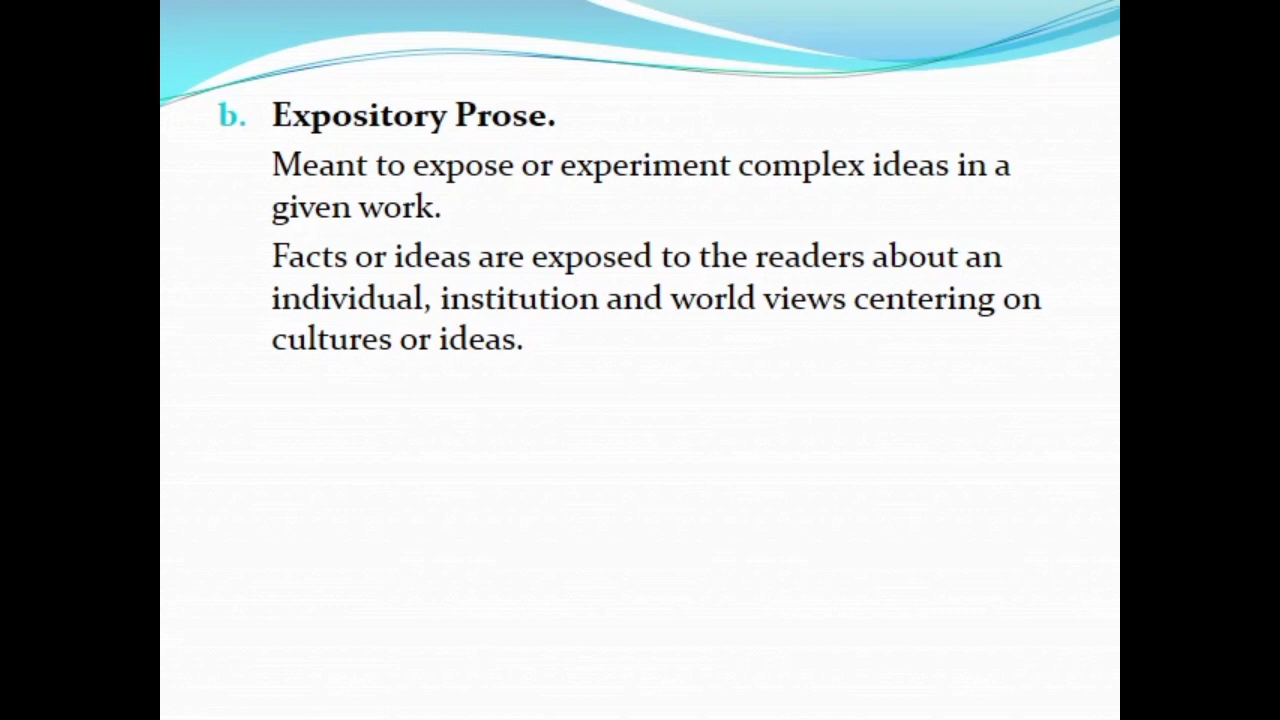 b. Expository Prose.
Meant to expose or experiment complex ideas in a
given work.
Facts or ideas are exposed to the readers about an
individual, institution and world views centering on
cultures or ideas.